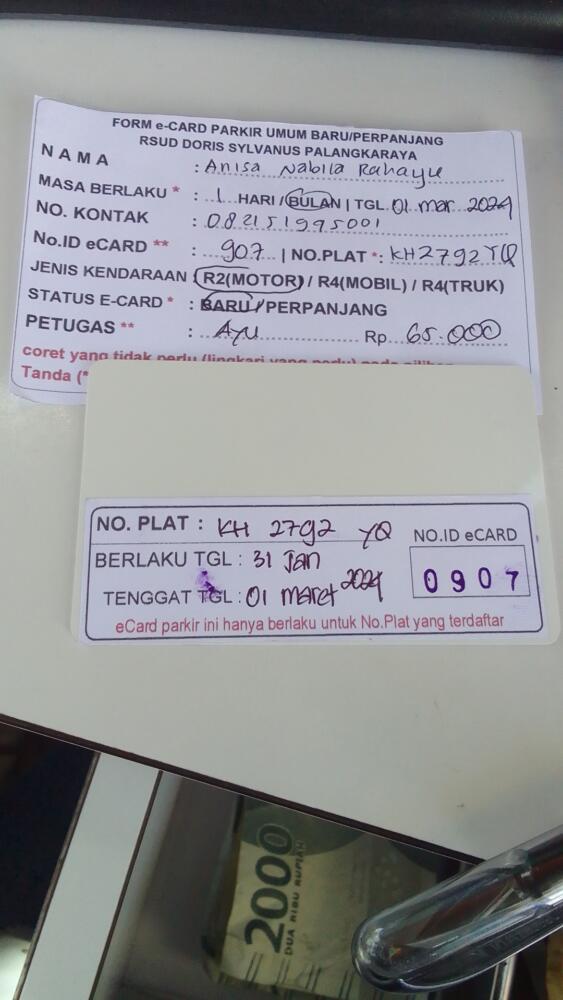 FORM e-CARD PARKIR UMUM BARU/PERPANJANG
RSUD DORIS SYLVANUS PALANGKARAYA
NAMA : Anisa Nabila Rahayu
MASA BERLAKU * : 1 HARI / BULAN | TGL 01 mar 2024
NO. KONTAK : 082151995001
No.ID eCARD ** : 907 | NO.PLAT *: KH2792YQ
JENIS KENDARAAN : R2(MOTOR) / R4(MOBIL) / R4(TRUK)
STATUS E-CARD * : BARU / PERPANJANG
PETUGAS ** : Ayu Rp. 65.000
coret yang tidak perlu (lingkari yang perlu) pada
Tanda (*
NO. PLAT : KH 2792 YQ
NO.ID eCARD
BERLAKU TGL : 31 Jan
0907
TENGGAT TGL : 01 maret 2024
eCard parkir ini hanya berlaku untuk No.Plat yang terdaftar
2000
DUA RIBU RUPIAH